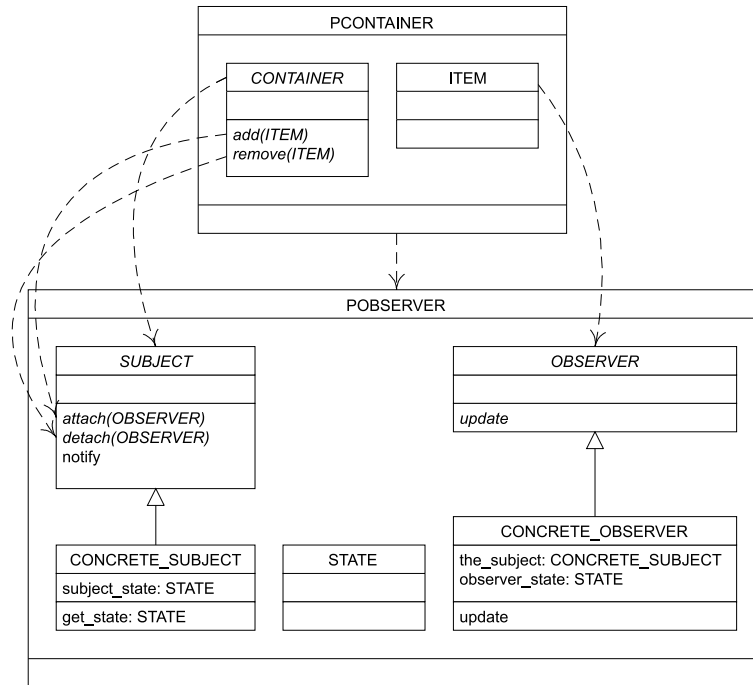 PCONTAINER
CONTAINER
ITEM
add(ITEM)
remove(ITEM)
POBSERVER
SUBJECT
OBSERVER
attach(OBSERVER)
detach(OBSERVER)
notify
update
CONCRETE_SUBJECT
subject_state: STATE
get_state: STATE
STATE
CONCRETE_OBSERVER
the_subject: CONCRETE_SUBJECT
observer_state: STATE
update